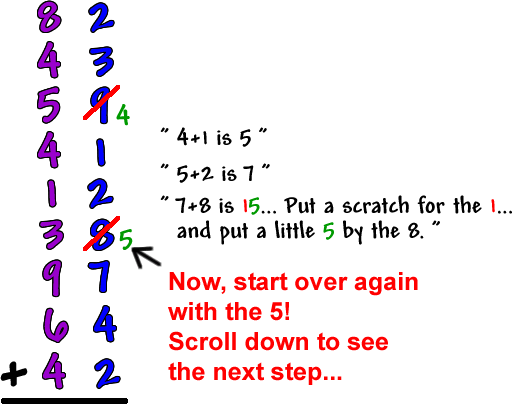 8 2
4 3
5 9 4
4 1
" 4+1 is 5 "
" 5+2 is 7 "
1 2
" 7+8 is 15... Put a scratch for the 1...
3 8 5
and put a little 5 by the 8. "
9 7
Now, start over again
with the 5!
6 4
Scroll down to see
+ 4 2
the next step...